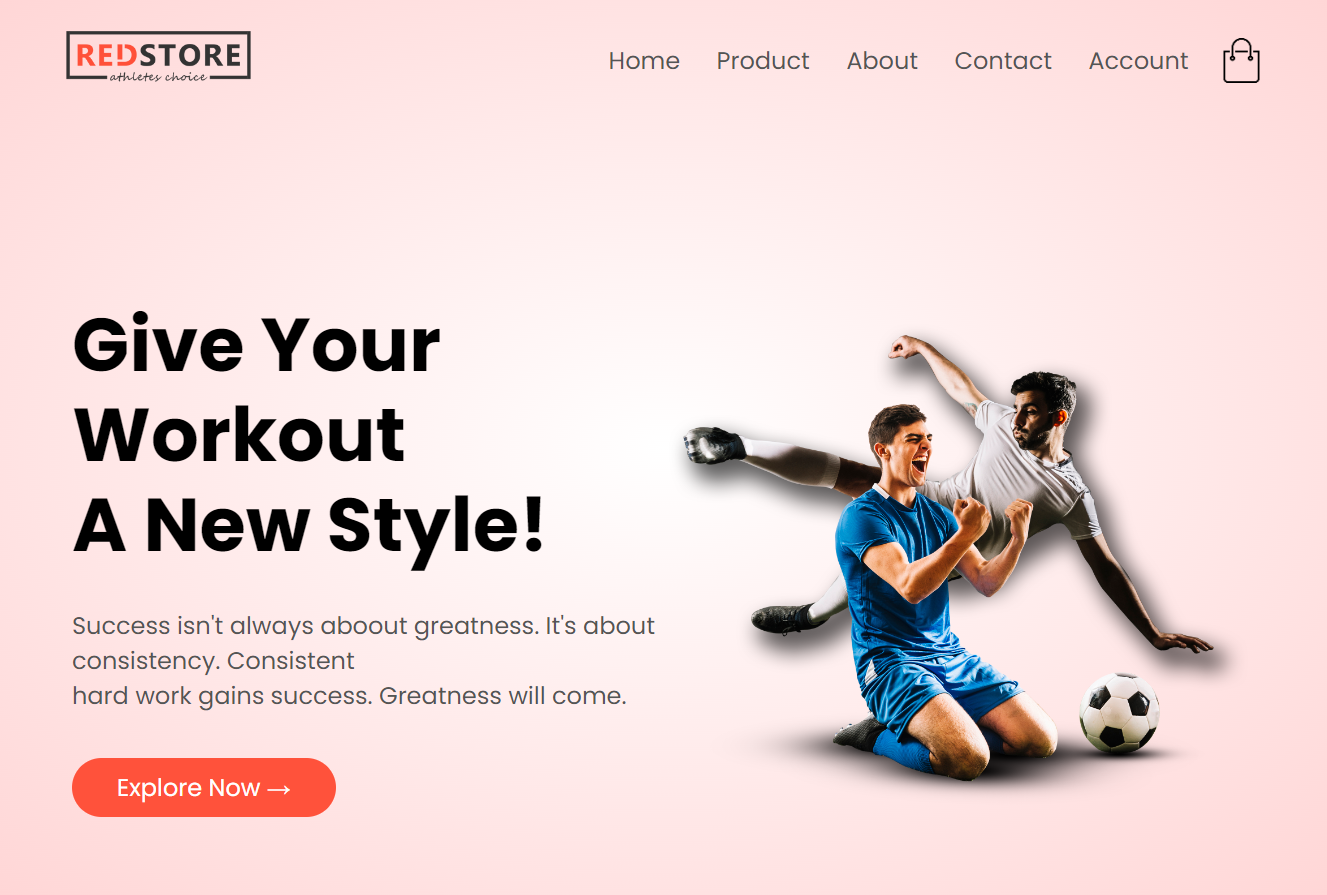 REDSTORE
athletes choice
Home Product About Contact Account
Give Your
Workout
A New Style!
Success isn't always aboout greatness. It's about
consistency. Consistent
hard work gains success. Greatness will come.
Explore Now →